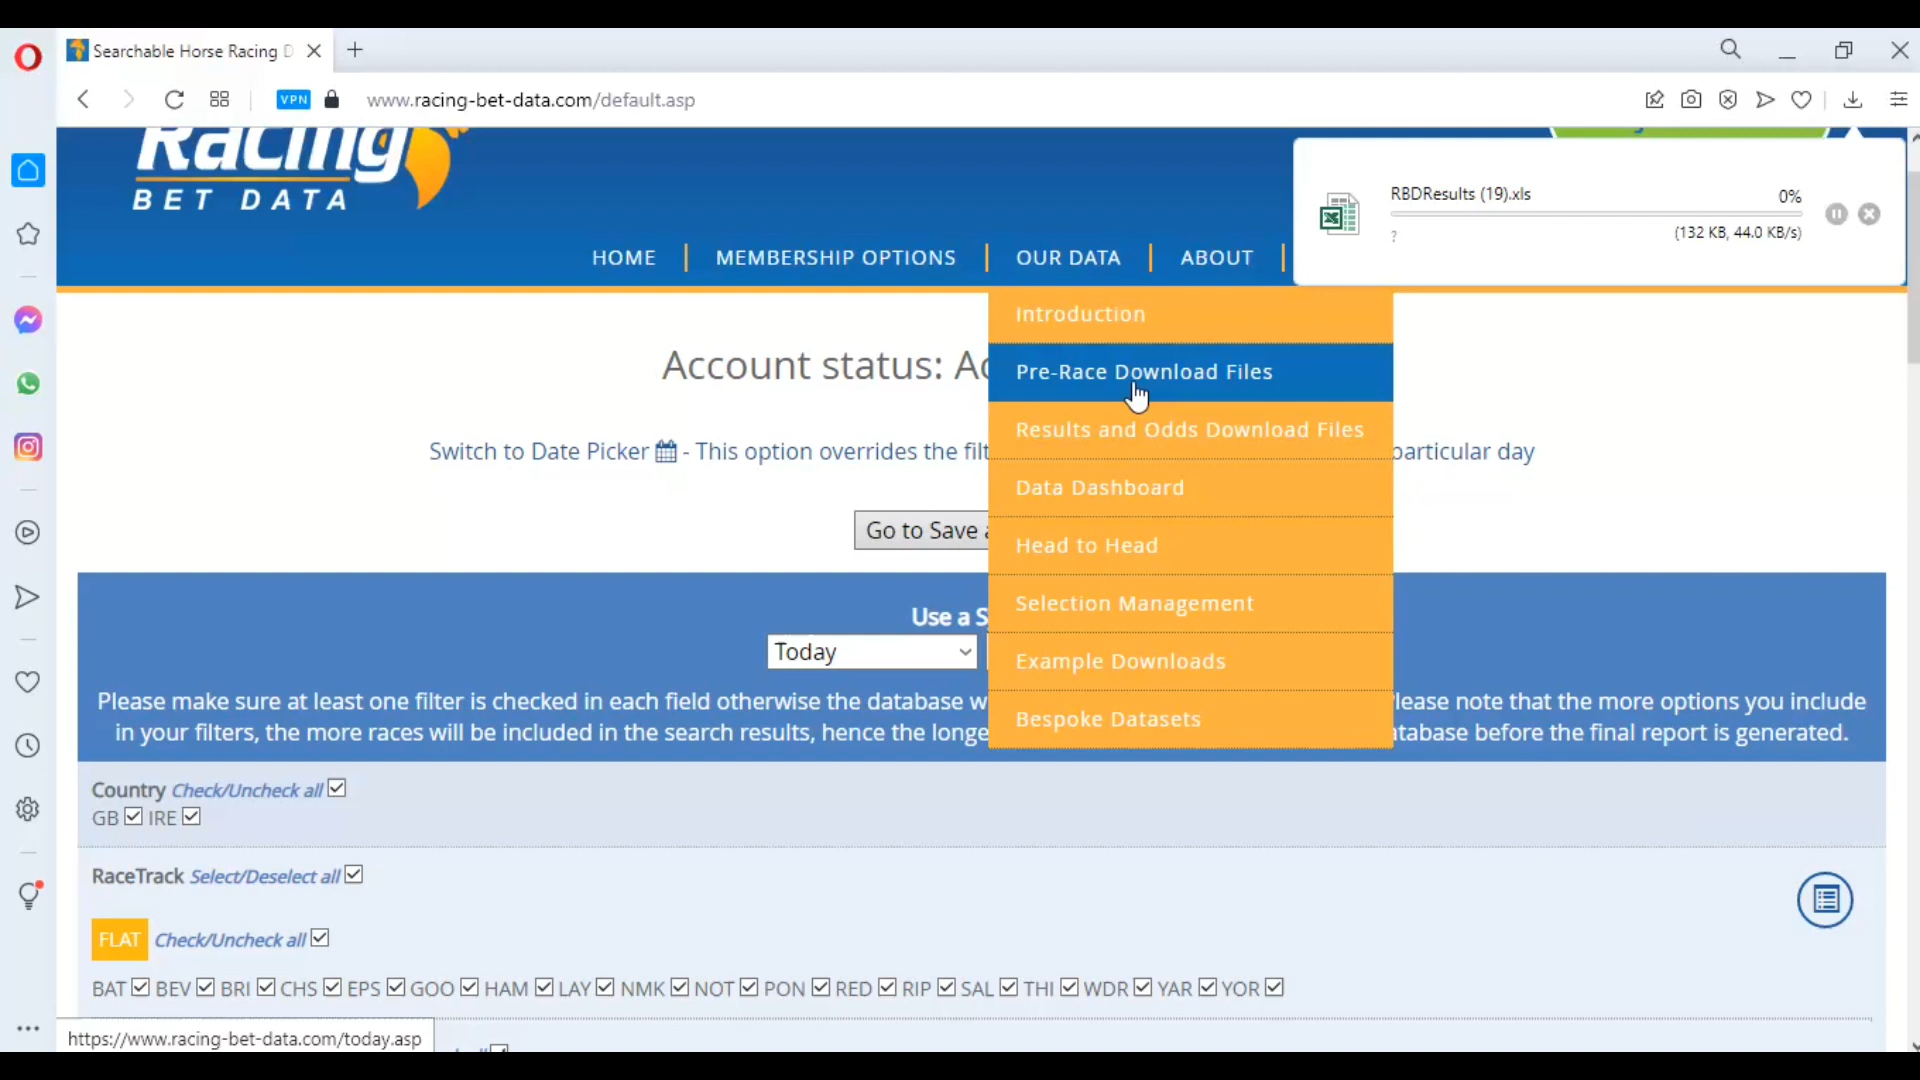 Searchable Horse Racing D
VPN
www.racing-bet-data.com/default.asp
Racing
BET DATA
RBDResults (19).xls
0%
?
(132 KB, 44.0 KB/s)
HOME
MEMBERSHIP OPTIONS
OUR DATA
ABOUT
Introduction
Pre-Race Download Files
Results and Odds Download Files
Data Dashboard
Head to Head
Selection Management
Example Downloads
Bespoke Datasets
Account status:
Switch to Date Picker - This option overrides the particular day
Go to Save
Use a
Today
Please make sure at least one filter is checked in each field otherwise the database Please note that the more options you include
in your filters, the more races will be included in the search results, hence the database before the final report is generated.
Country Check/Uncheck all
GB IRE
RaceTrack Select/Deselect all
FLAT Check/Uncheck all
BAT BEV BRI CHS EPS GOO HAM LAY NMK NOT PON RED RIP SAL THI WDR YAR YOR
https://www.racing-bet-data.com/today.asp